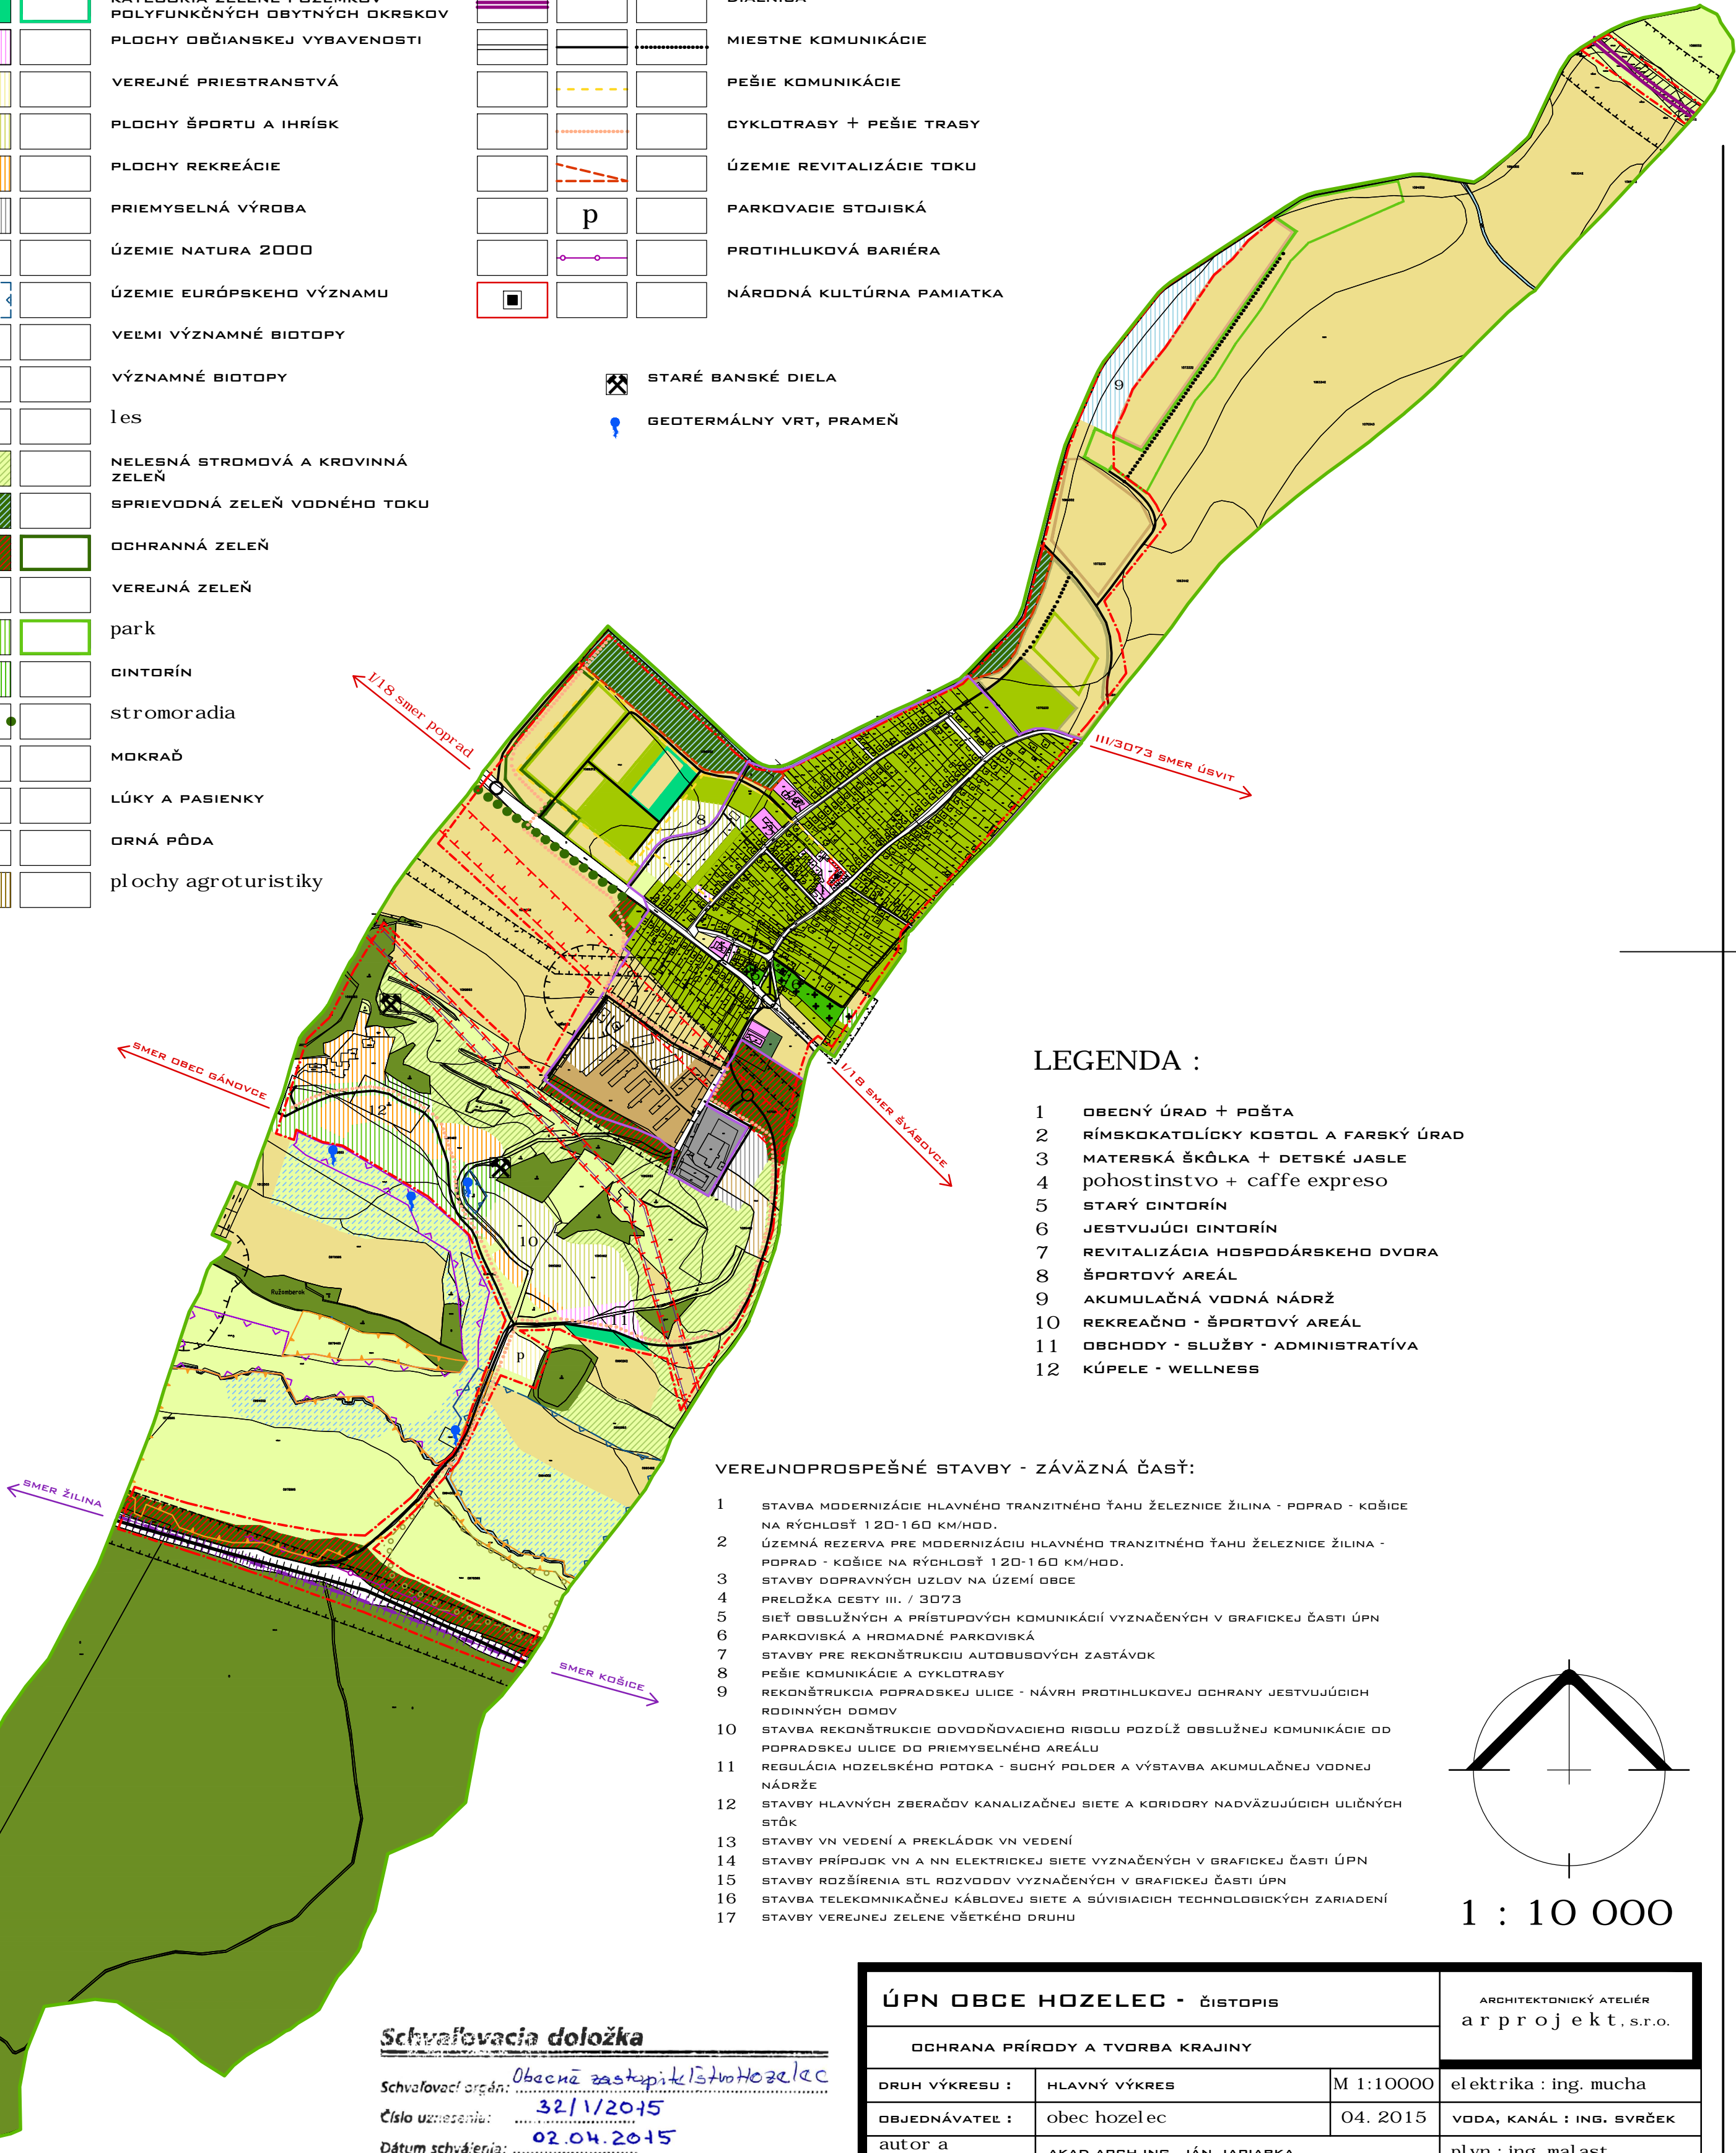 POLYFUNKČNÝCH OBYTNÝCH OKRSKOV
PLOCHY OBČIANSKEJ VYBAVENOSTI
VEREJNÉ PRIESTRANSTVÁ
PLOCHY ŠPORTU A IHRÍSK
PLOCHY REKREÁCIE
PRIEMYSELNÁ VÝROBA
ÚZEMIE NATURA 2000
ÚZEMIE EURÓPSKEHO VÝZNAMU
VEĽMI VÝZNAMNÉ BIOTOPY
VÝZNAMNÉ BIOTOPY
les
NELESNÁ STROMOVÁ A KROVINNÁ
ZELEŇ
SPRIEVODNÁ ZELEŇ VODNÉHO TOKU
OCHRANNÁ ZELEŇ
VEREJNÁ ZELEŇ
park
CINTORÍN
stromoradia
MOKRAĎ
LÚKY A PASIENKY
ORNÁ PÔDA
plochy agroturistiky
DIAĽNICA
MIESTNE KOMUNIKÁCIE
PEŠIE KOMUNIKÁCIE
CYKLOTRASY + PEŠIE TRASY
ÚZEMIE REVITALIZÁCIE TOKU
p PARKOVACIE STOJISKÁ
PROTIHLUKOVÁ BARIÉRA
NÁRODNÁ KULTÚRNA PAMIATKA
STARÉ BANSKÉ DIELA
GEOTERMÁLNY VRT, PRAMEŇ
9
I/18 smer poprad
III/3073 SMER ÚSVIT
8
SMER OBEC GÁNOVCE
I/18 SMER ŠVÁBOVCE
12
10
Ružomberok
11
p
SMER ŽILINA
SMER KOŠICE
LEGENDA :
1 OBECNÝ ÚRAD + POŠTA
2 RÍMSKOKATOLÍCKY KOSTOL A FARSKÝ ÚRAD
3 MATERSKÁ ŠKÔLKA + DETSKÉ JASLE
4 pohostinstvo + caffe expreso
5 STARÝ CINTORÍN
6 JESTVUJÚCI CINTORÍN
7 REVITALIZÁCIA HOSPODÁRSKEHO DVORA
8 ŠPORTOVÝ AREÁL
9 AKUMULAČNÁ VODNÁ NÁDRŽ
10 REKREAČNO - ŠPORTOVÝ AREÁL
11 OBCHODY - SLUŽBY - ADMINISTRATÍVA
12 KÚPELE - WELLNESS
VEREJNOPROSPEŠNÉ STAVBY - ZÁVÄZNÁ ČASŤ:
1 STAVBA MODERNIZÁCIE HLAVNÉHO TRANZITNÉHO ŤAHU ŽELEZNICE ŽILINA - POPRAD - KOŠICE
NA RÝCHLOSŤ 120-160 KM/HOD.
2 ÚZEMNÁ REZERVA PRE MODERNIZÁCIU HLAVNÉHO TRANZITNÉHO ŤAHU ŽELEZNICE ŽILINA -
POPRAD - KOŠICE NA RÝCHLOSŤ 120-160 KM/HOD.
3 STAVBY DOPRAVNÝCH UZLOV NA ÚZEMÍ OBCE
4 PRELOŽKA CESTY III. / 3073
5 SIEŤ OBSLUŽNÝCH A PRÍSTUPOVÝCH KOMUNIKÁCIÍ VYZNAČENÝCH V GRAFICKEJ ČASTI ÚPN
6 PARKOVISKÁ A HROMADNÉ PARKOVISKÁ
7 STAVBY PRE REKONŠTRUKCIU AUTOBUSOVÝCH ZASTÁVOK
8 PEŠIE KOMUNIKÁCIE A CYKLOTRASY
9 REKONŠTRUKCIA POPRADSKEJ ULICE - NÁVRH PROTIHLUKOVEJ OCHRANY JESTVUJÚCICH
RODINNÝCH DOMOV
10 STAVBA REKONŠTRUKCIE ODVODŇOVACIEHO RIGOLU POZDĹŽ OBSLUŽNEJ KOMUNIKÁCIE OD
POPRADSKEJ ULICE DO PRIEMYSELNÉHO AREÁLU
11 REGULÁCIA HOZELSKÉHO POTOKA - SUCHÝ POLDER A VÝSTAVBA AKUMULAČNEJ VODNEJ
NÁDRŽE
12 STAVBY HLAVNÝCH ZBERAČOV KANALIZAČNEJ SIETE A KORIDORY NADVÄZUJÚCICH ULIČNÝCH
STÔK
13 STAVBY VN VEDENÍ A PREKLÁDOK VN VEDENÍ
14 STAVBY PRÍPOJOK VN A NN ELEKTRICKEJ SIETE VYZNAČENÝCH V GRAFICKEJ ČASTI ÚPN
15 STAVBY ROZŠÍRENIA STL ROZVODOV VYZNAČENÝCH V GRAFICKEJ ČASTI ÚPN
16 STAVBA TELEKOMNIKAČNEJ KÁBLOVEJ SIETE A SÚVISIACICH TECHNOLOGICKÝCH ZARIADENÍ
17 STAVBY VEREJNEJ ZELENE VŠETKÉHO DRUHU
1 : 10 000
Schvaľovacia doložka
Schvaľovací orgán: Obecné zastupiteľstvo Hozelec
Číslo uznesenia: 32/1/2015
Dátum schválenia: 02.04.2015
ÚPN OBCE HOZELEC - ČISTOPIS
OCHRANA PRÍRODY A TVORBA KRAJINY
ARCHITEKTONICKÝ ATELIÉR
arprojekt, s.r.o.
DRUH VÝKRESU : HLAVNÝ VÝKRES M 1:10000 elektrika : ing. mucha
OBJEDNÁVATEĽ : obec hozelec 04. 2015 VODA, KANÁL : ING. SVRČEK
autor a
plyn : ing. malast